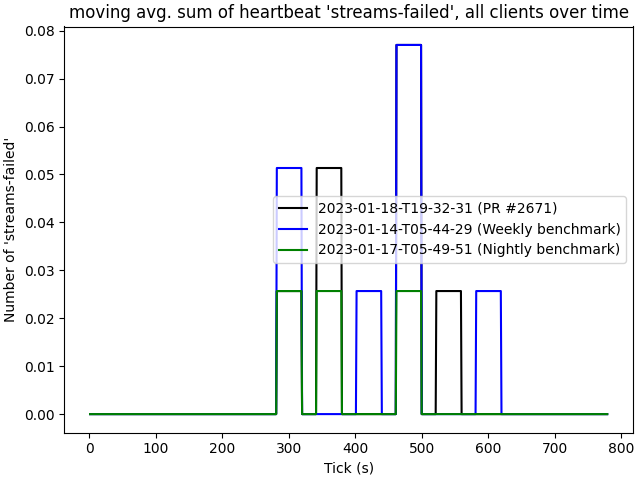 moving avg. sum of heartbeat 'streams-failed', all clients over time
Number of 'streams-failed'
0.08
0.07
0.06
0.05
0.04
0.03
0.02
0.01
0.00
2023-01-18-T19-32-31 (PR #2671)
2023-01-14-T05-44-29 (Weekly benchmark)
2023-01-17-T05-49-51 (Nightly benchmark)
0 100 200 300 400 500 600 700 800
Tick (s)